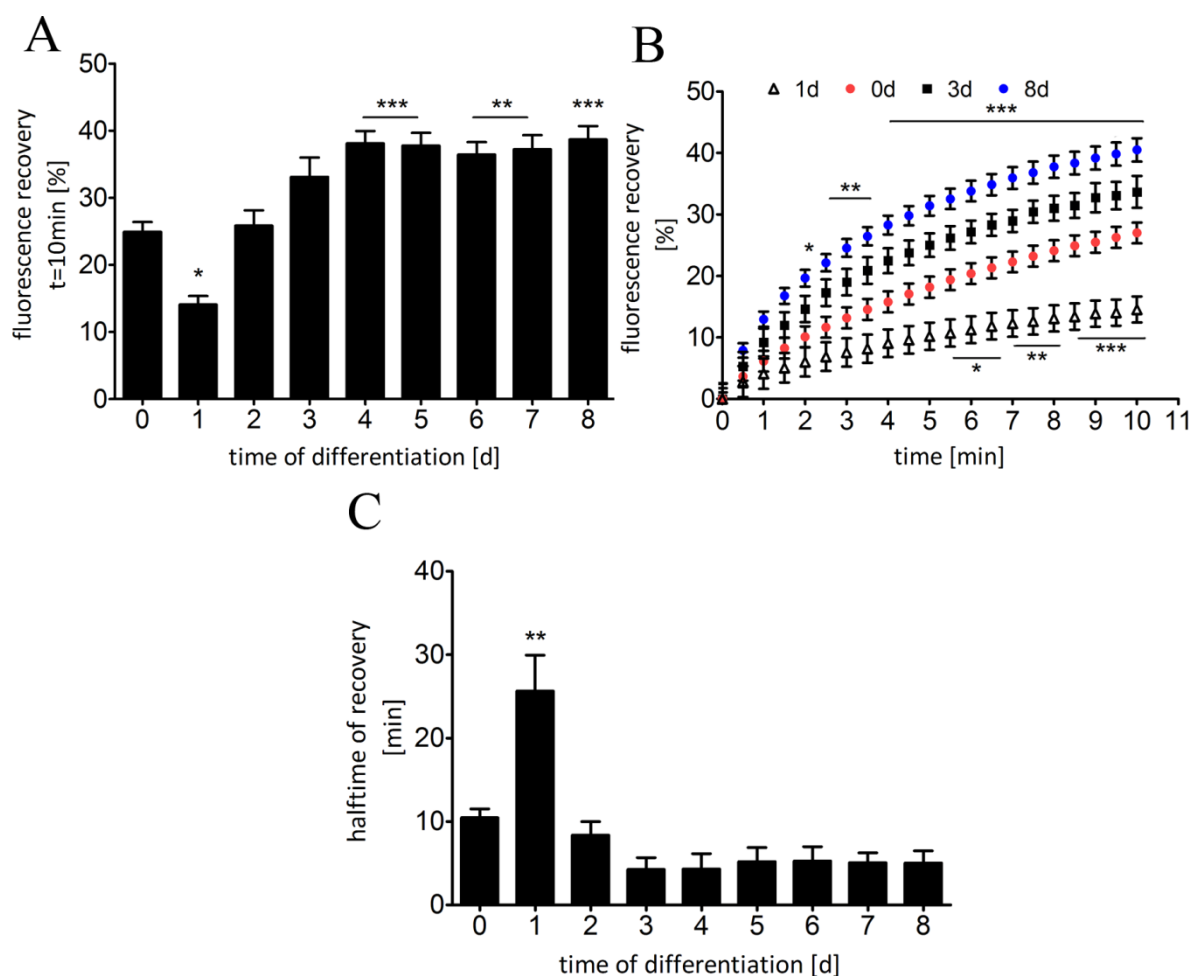 A
fluorescence recovery
t=10min [%]
50
40
30
20
10
0
***
**
***
*
0 1 2 3 4 5 6 7 8
time of differentiation [d]
B
1d 0d 3d 8d
fluorescence recovery
[%]
50
40
30
20
10
0
***
**
*
*
**
***
0 1 2 3 4 5 6 7 8 9 10 11
time [min]
C
halftime of recovery
[min]
40
30
20
10
0
**
0 1 2 3 4 5 6 7 8
time of differentiation [d]